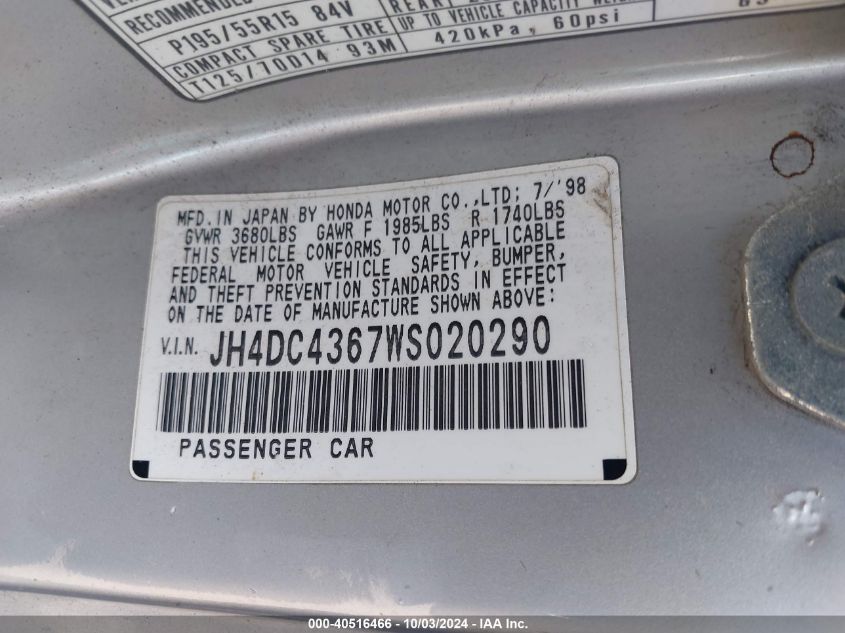 RECOMMENDED
REAR
P195/55R15 84V
UP TO VEHICLE CAPACITY
COMPACT SPARE TIRE
420kPa, 60psi
T125/70D14 93M
MFD. IN JAPAN BY HONDA MOTOR CO.,LTD; 7/'98
GVWR 3680LBS GAWR F 1985LBS R 1740LBS
THIS VEHICLE CONFORMS TO ALL APPLICABLE
FEDERAL MOTOR VEHICLE SAFETY, BUMPER,
AND THEFT PREVENTION STANDARDS IN EFFECT
ON THE DATE OF MANUFACTURE SHOWN ABOVE:
V.I.N. JH4DC4367WS020290
PASSENGER CAR
000-40516466 - 10/03/2024 - IAA Inc.